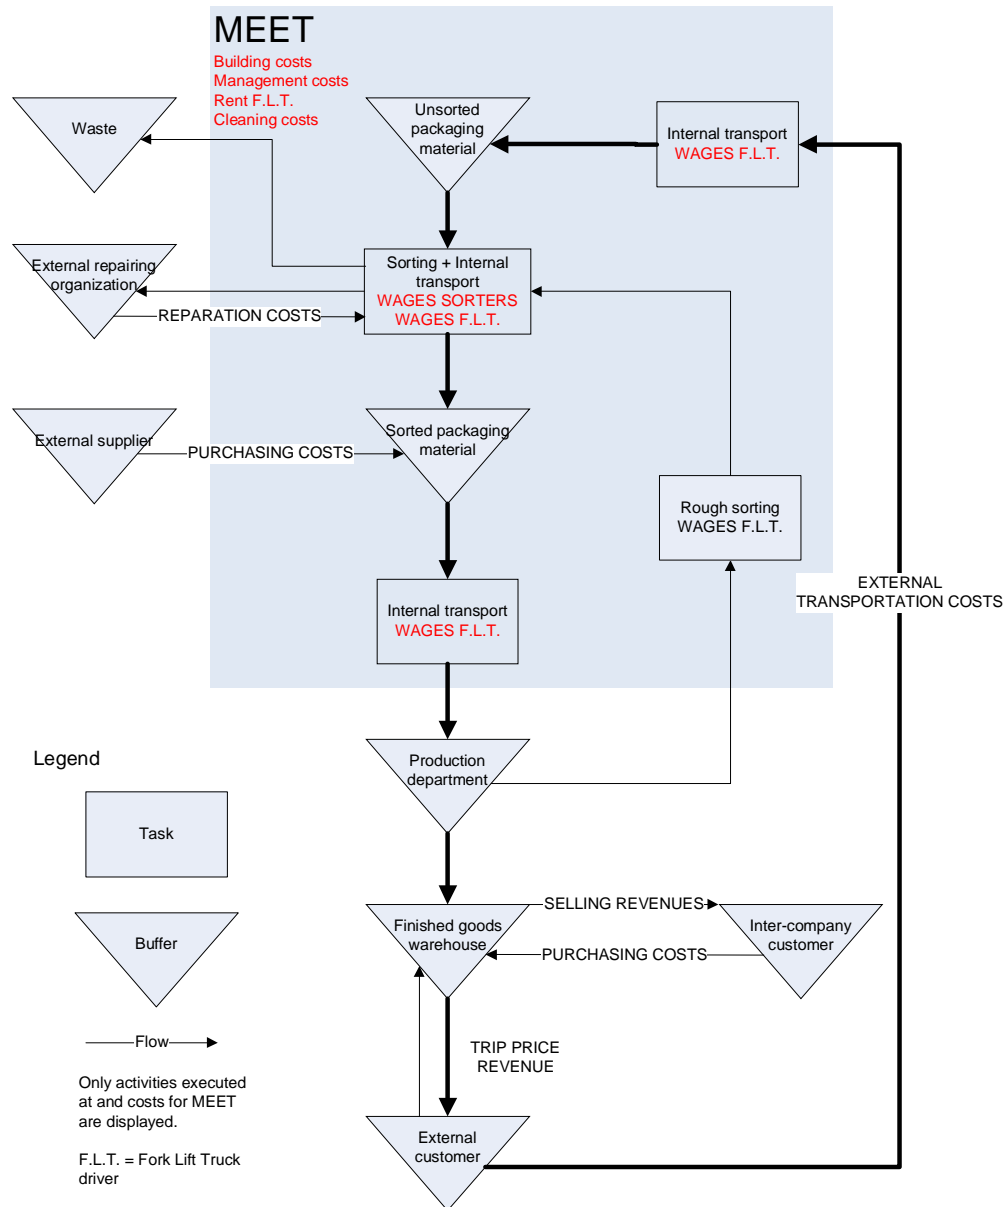 MEET
Building costs
Management costs
Rent F.L.T.
Cleaning costs
Waste
Unsorted
packaging
material
Internal transport
WAGES F.L.T.
External repairing
organization
Sorting + Internal
transport
WAGES SORTERS
WAGES F.L.T.
REPARATION COSTS
External supplier
PURCHASING COSTS
Sorted packaging
material
Rough sorting
WAGES F.L.T.
EXTERNAL
TRANSPORTATION COSTS
Internal transport
WAGES F.L.T.
Production
department
Legend
Task
Buffer
Flow
Only activities executed
at and costs for MEET
are displayed.
F.L.T. = Fork Lift Truck
driver
Finished goods
warehouse
SELLING REVENUES
PURCHASING COSTS
Inter-company
customer
TRIP PRICE
REVENUE
External
customer